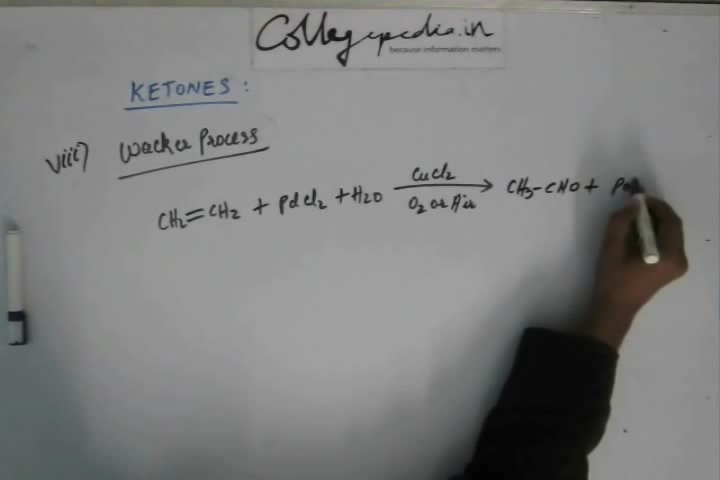 Collegepedia.in
because information matters
KETONES :
viii) Wacker Process
CH2=CH2 + PdCl2 + H2O CuCl2 → O2 or Air CH3-CHO + Pd